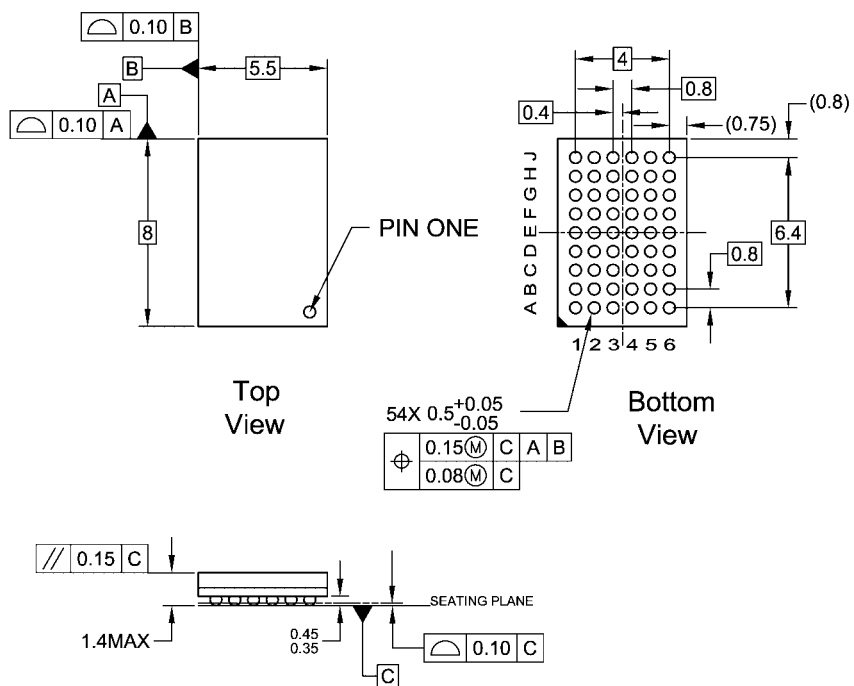 ⌓ 0.10 B
B
5.5
A
⌓ 0.10 A
8
PIN ONE
Top
View
4
0.8
0.4
(0.75)
(0.8)
J
H
G
F
E
D
C
B
A
6.4
0.8
1 2 3 4 5 6
54X 0.5 +0.05
-0.05
⌖ 0.15 Ⓜ C A B
0.08 Ⓜ C
Bottom
View
// 0.15 C
1.4MAX
0.45
0.35
SEATING PLANE
⌓ 0.10 C
C